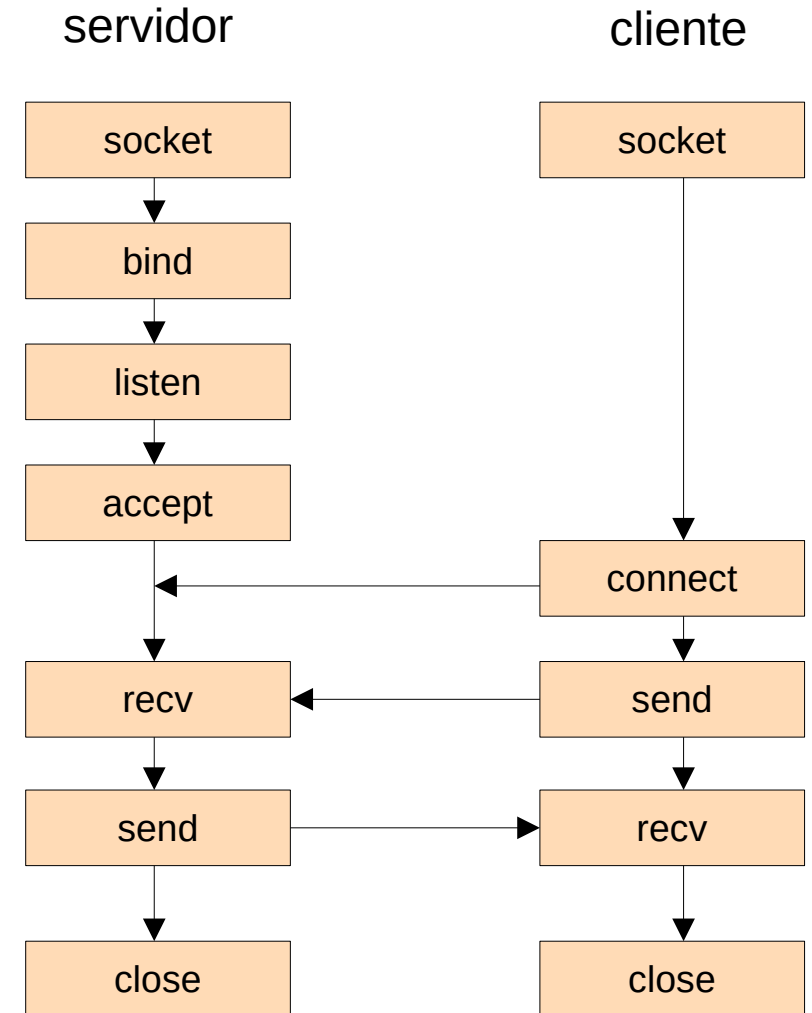 servidor
cliente
socket
socket
bind
listen
accept
connect
recv
send
send
recv
close
close